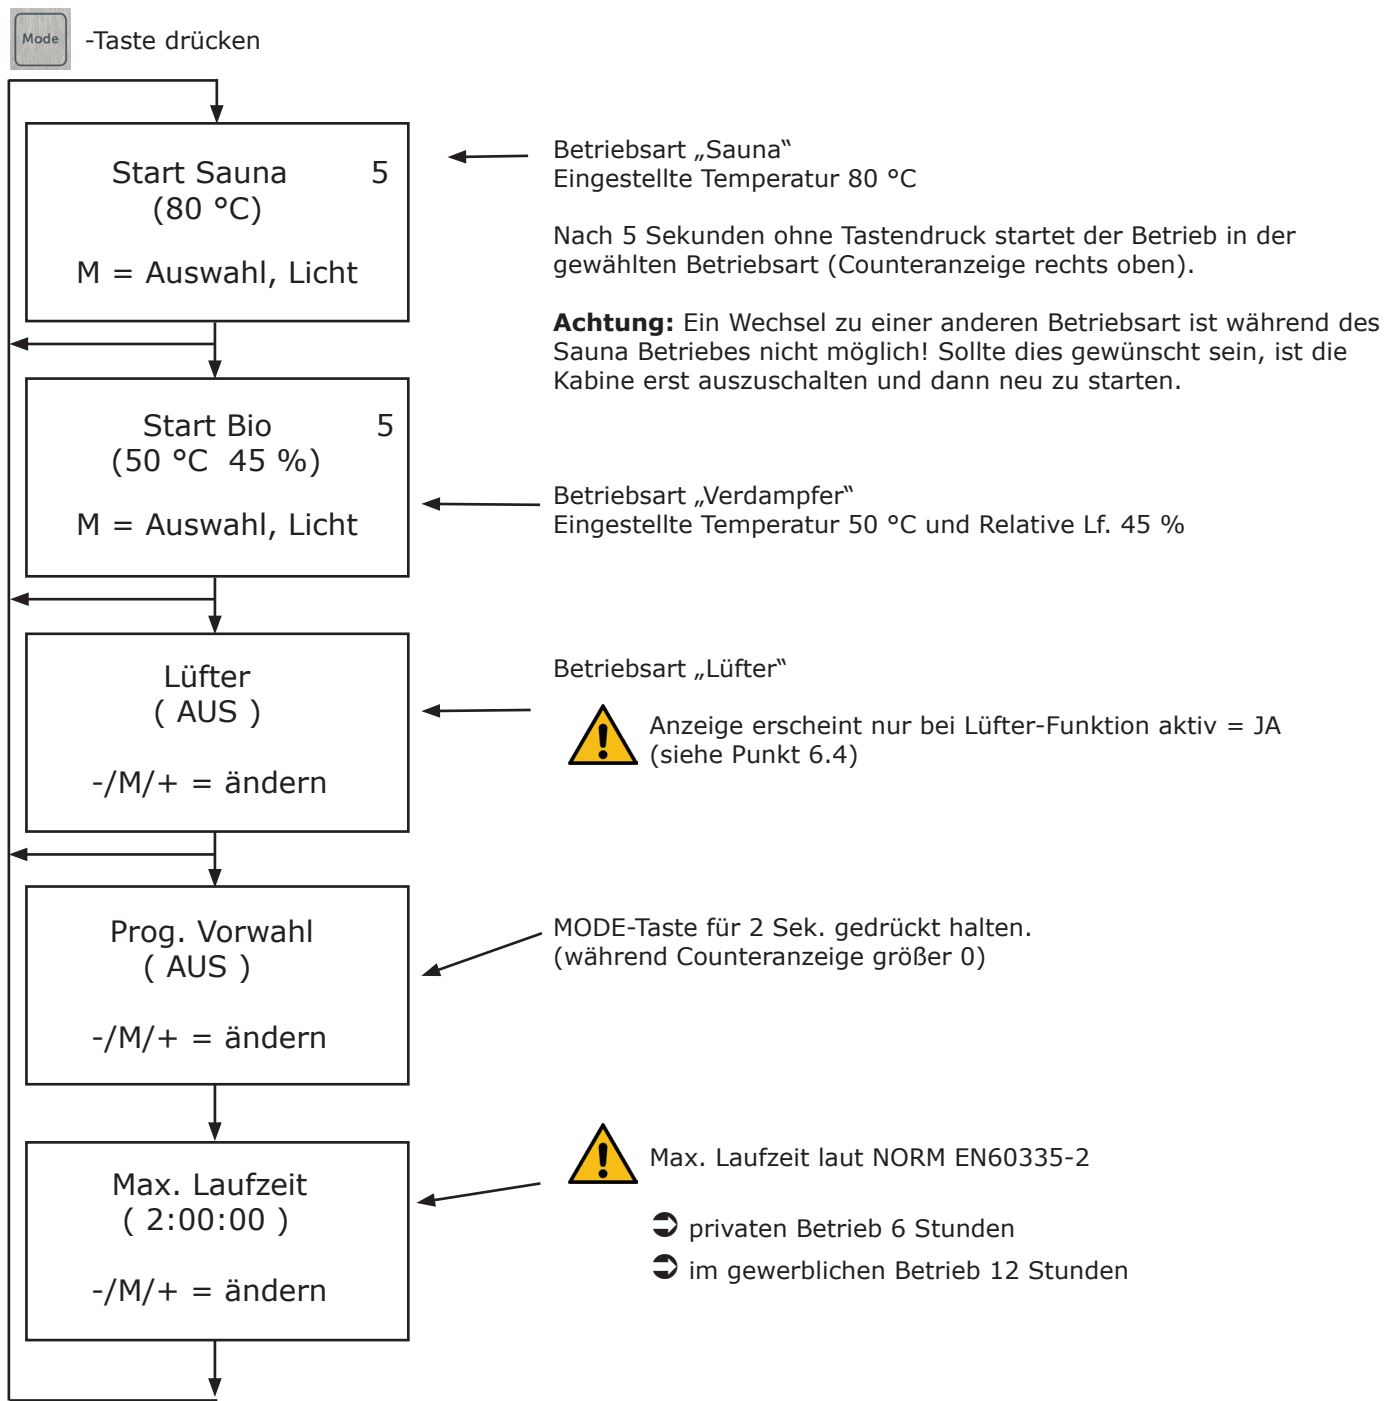 Mode -Taste drücken
Start Sauna 5
(80 °C)
M = Auswahl, Licht
Betriebsart „Sauna“
Eingestellte Temperatur 80 °C
Nach 5 Sekunden ohne Tastendruck startet der Betrieb in der
gewählten Betriebsart (Counteranzeige rechts oben).
Achtung: Ein Wechsel zu einer anderen Betriebsart ist während des
Sauna Betriebes nicht möglich! Sollte dies gewünscht sein, ist die
Kabine erst auszuschalten und dann neu zu starten.
Start Bio 5
(50 °C 45 %)
M = Auswahl, Licht
Betriebsart „Verdampfer“
Eingestellte Temperatur 50 °C und Relative Lf. 45 %
Lüfter
( AUS )
-/M/+ = ändern
Betriebsart „Lüfter“
Anzeige erscheint nur bei Lüfter-Funktion aktiv = JA
(siehe Punkt 6.4)
Prog. Vorwahl
( AUS )
-/M/+ = ändern
MODE-Taste für 2 Sek. gedrückt halten.
(während Counteranzeige größer 0)
Max. Laufzeit
( 2:00:00 )
-/M/+ = ändern
Max. Laufzeit laut NORM EN60335-2
➲ privaten Betrieb 6 Stunden
➲ im gewerblichen Betrieb 12 Stunden